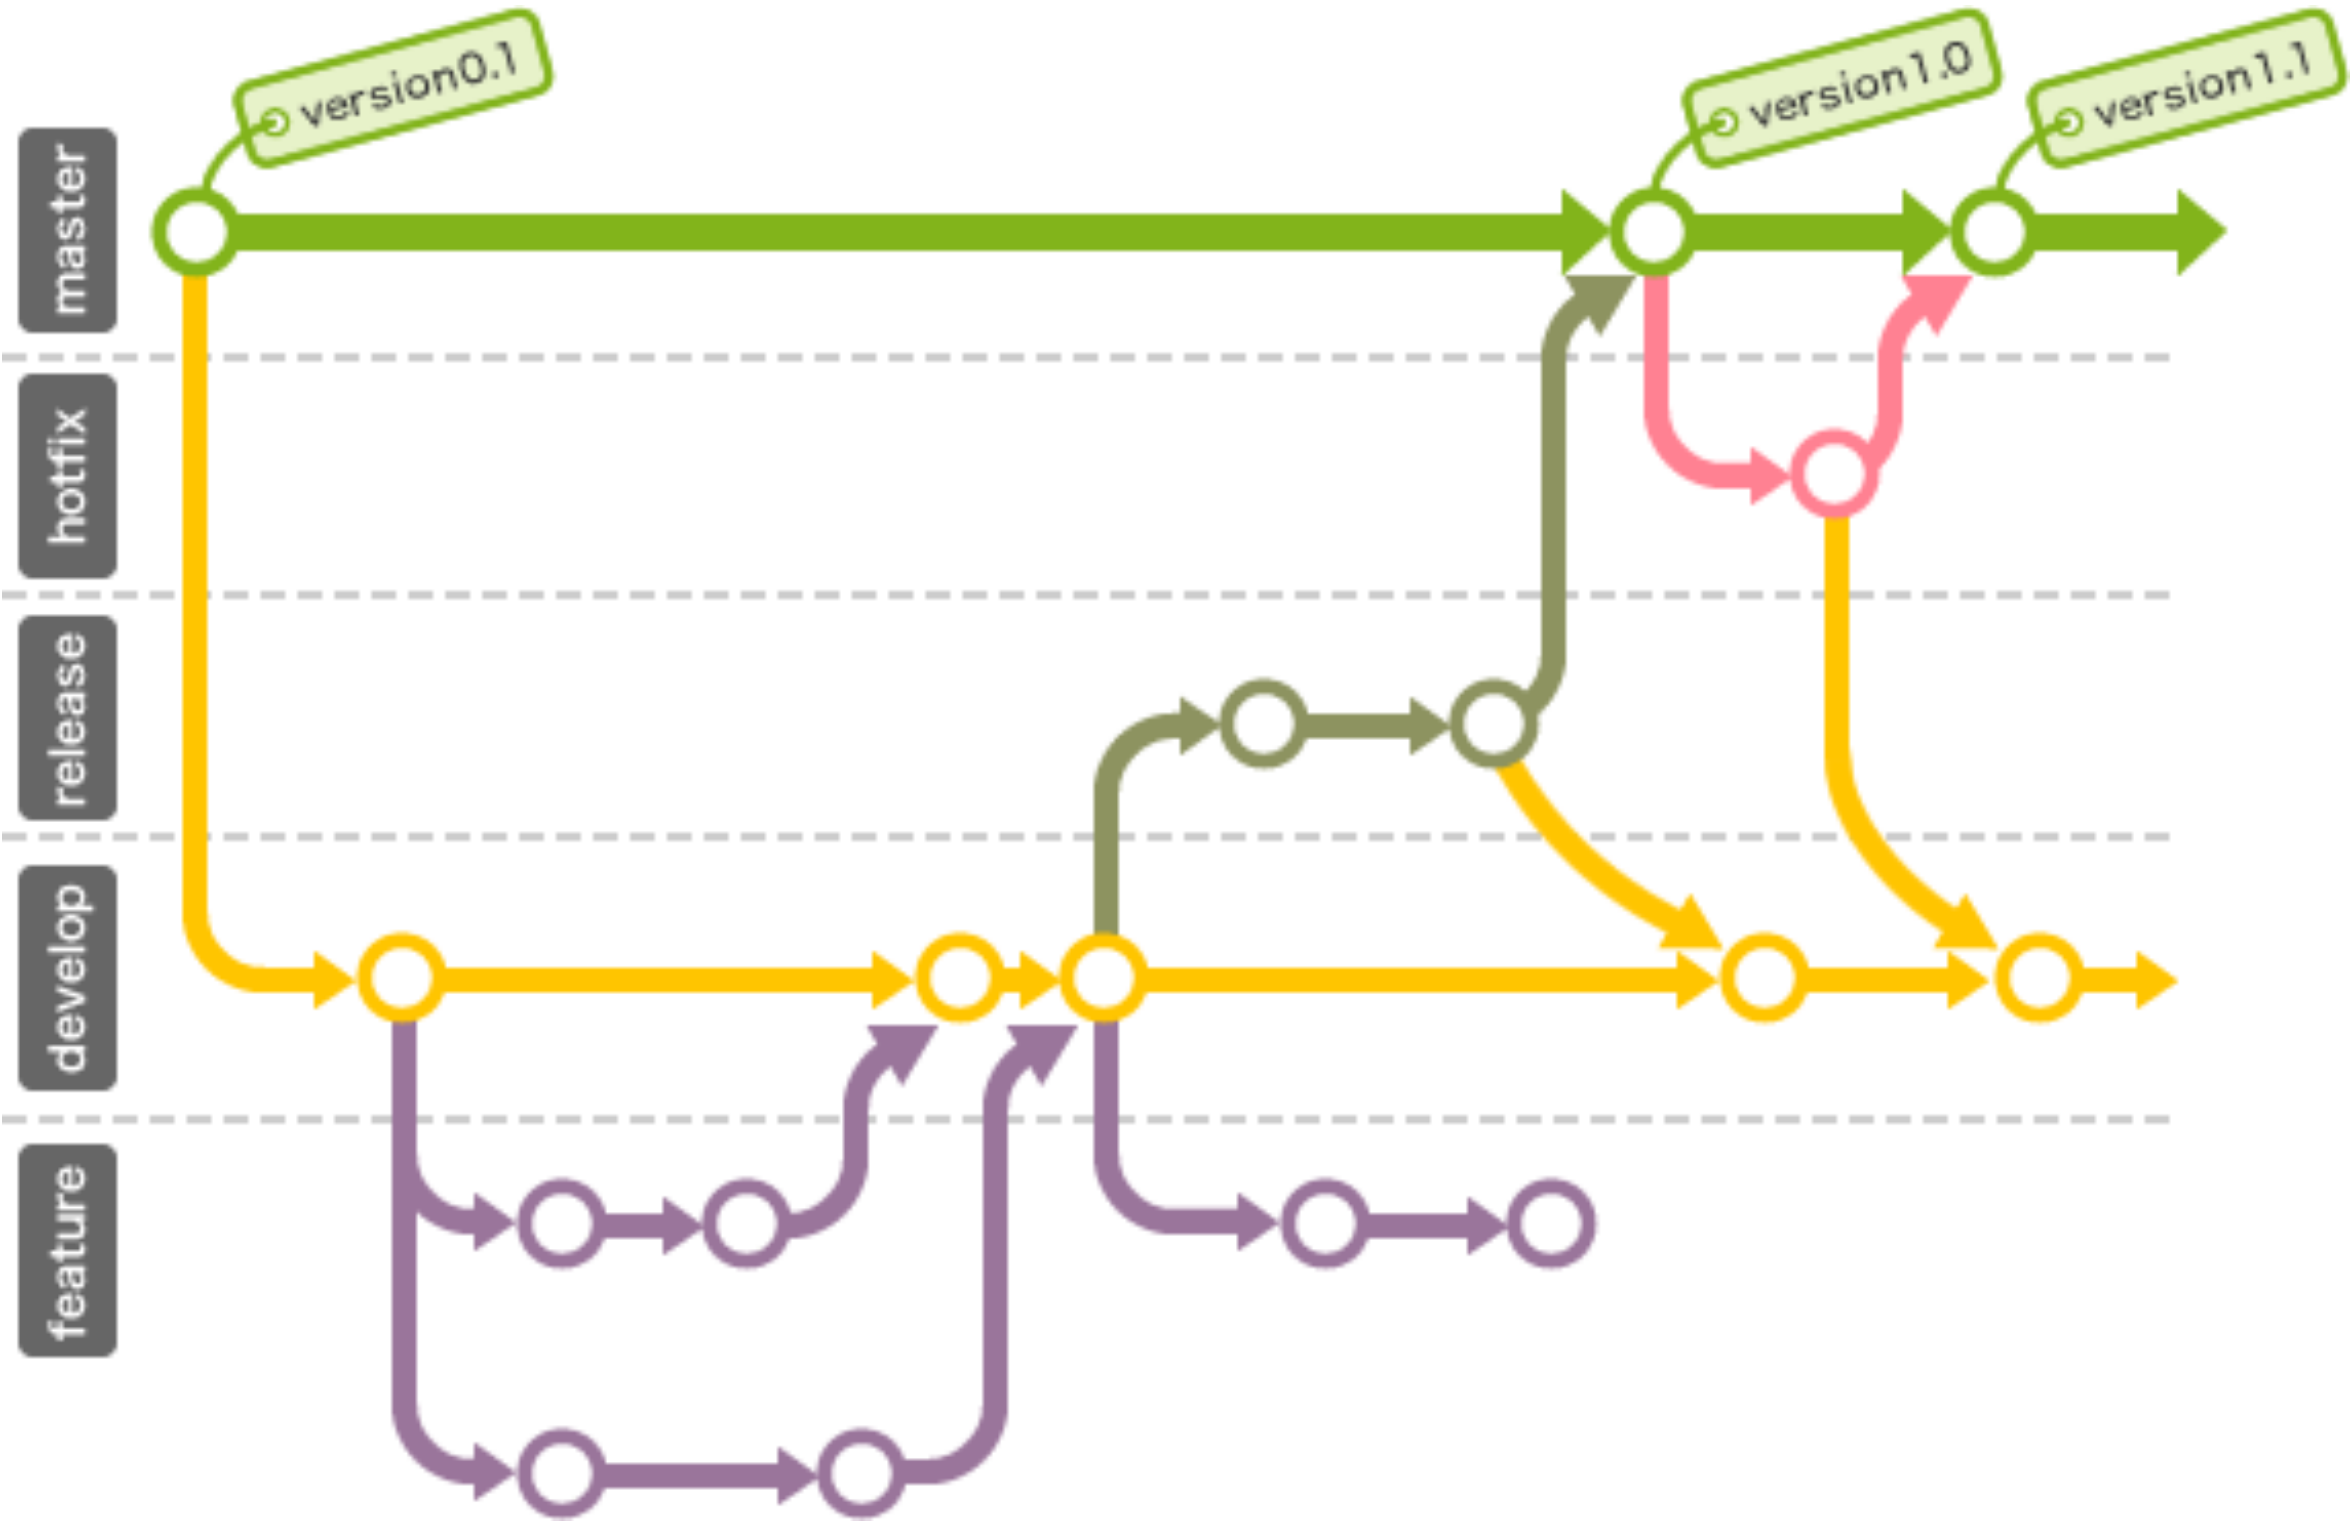 version0.1
version1.0
version1.1
master
hotfix
release
develop
feature